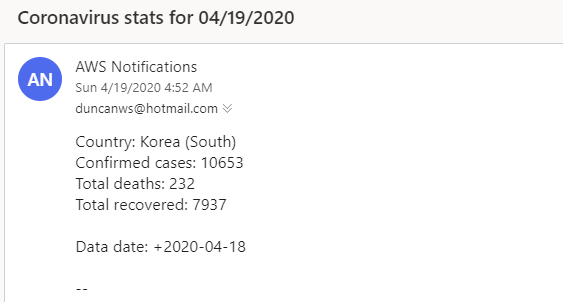 Coronavirus stats for 04/19/2020
AN
AWS Notifications
Sun 4/19/2020 4:52 AM
duncanws@hotmail.com
Country: Korea (South)
Confirmed cases: 10653
Total deaths: 232
Total recovered: 7937
Data date: +2020-04-18
--